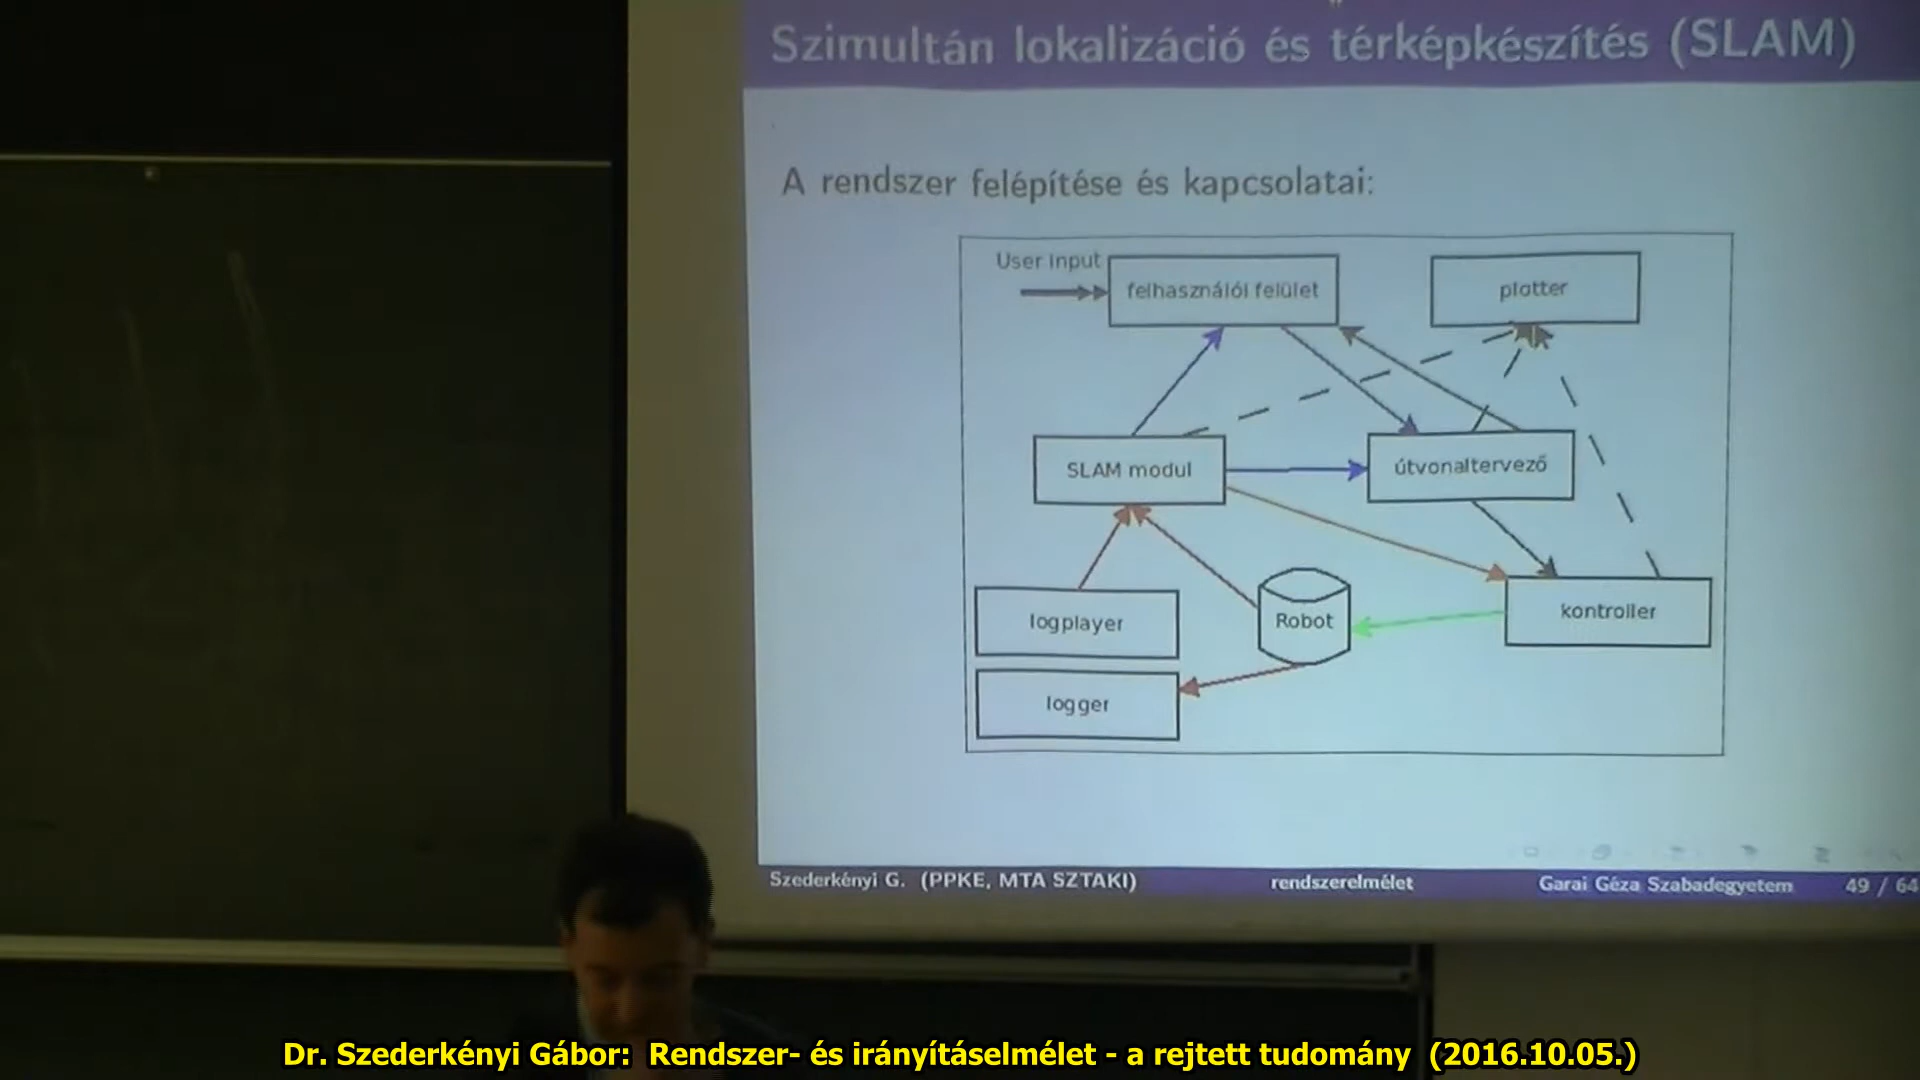 Szimultán lokalizáció és térképkészítés (SLAM)
A rendszer felépítése és kapcsolatai:
User input
felhasználói felület
plotter
SLAM modul
útvonaltervező
logplayer
Robot
kontroller
logger
Szederkényi G. (PPKE, MTA SZTAKI) rendszerelmélet Garai Géza Szabadegyetem 49 / 64
Dr. Szederkényi Gábor: Rendszer- és irányításelmélet - a rejtett tudomány (2016.10.05.)